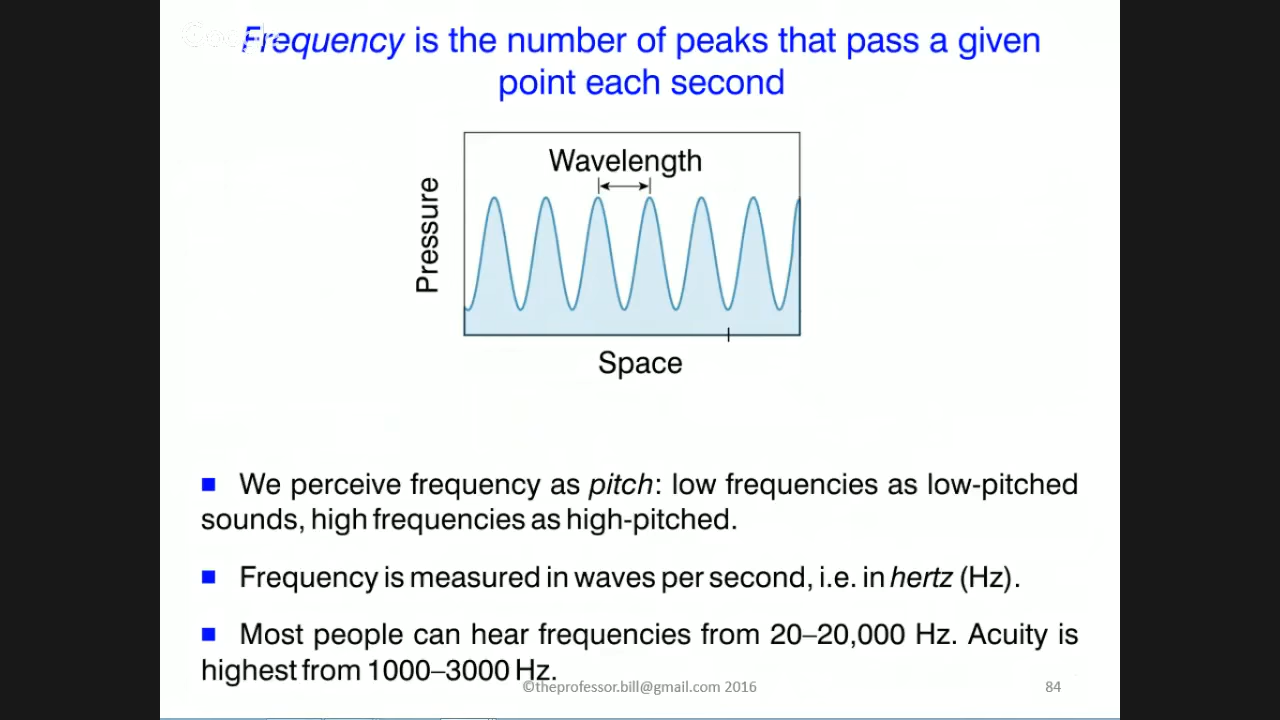 Google
Frequency is the number of peaks that pass a given
point each second
Wavelength
Pressure
Space
■ We perceive frequency as pitch: low frequencies as low-pitched
sounds, high frequencies as high-pitched.
■ Frequency is measured in waves per second, i.e. in hertz (Hz).
■ Most people can hear frequencies from 20–20,000 Hz. Acuity is
highest from 1000–3000 Hz.
©theprofessor.bill@gmail.com 2016
84